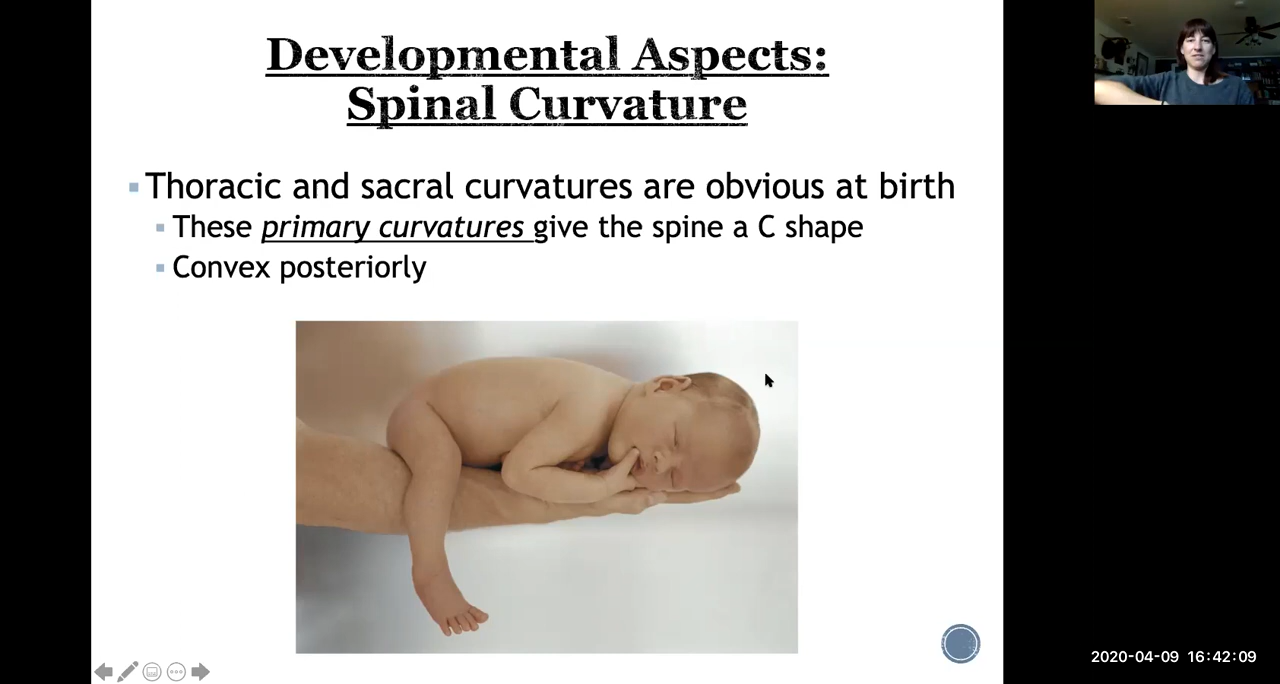 Developmental Aspects:
Spinal Curvature
Thoracic and sacral curvatures are obvious at birth
These primary curvatures give the spine a C shape
Convex posteriorly
2020-04-09 16:42:09